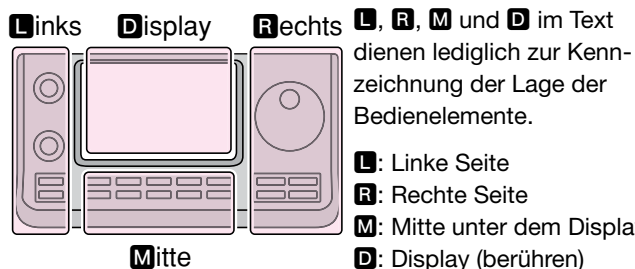 Links Display Rechts
Mitte
L, R, M und D im Text
dienen lediglich zur Kenn-
zeichnung der Lage der
Bedienelemente.
L: Linke Seite
R: Rechte Seite
M: Mitte unter dem Displa
D: Display (berühren)